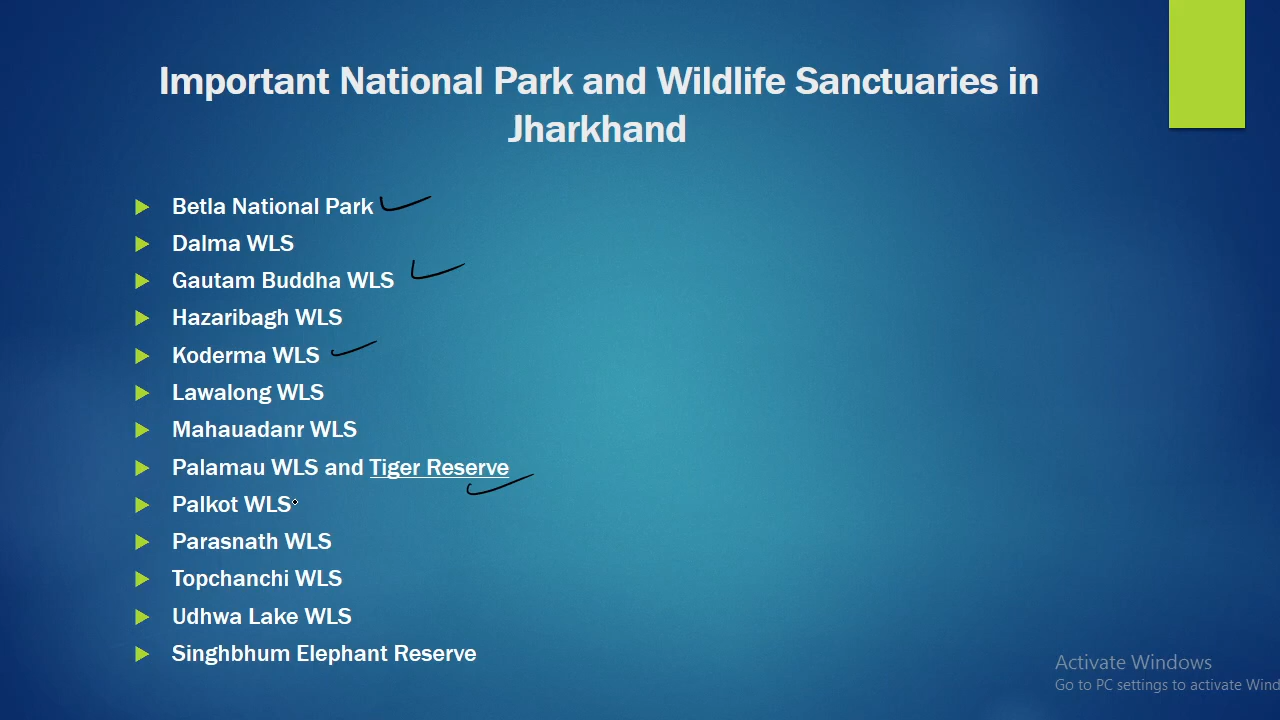 Important National Park and Wildlife Sanctuaries in
Jharkhand
Betla National Park
Dalma WLS
Gautam Buddha WLS
Hazaribagh WLS
Koderma WLS
Lawalong WLS
Mahauadanr WLS
Palamau WLS and Tiger Reserve
Palkot WLS
Parasnath WLS
Topchanchi WLS
Udhwa Lake WLS
Singhbhum Elephant Reserve
Activate Windows
Go to PC settings to activate Wind